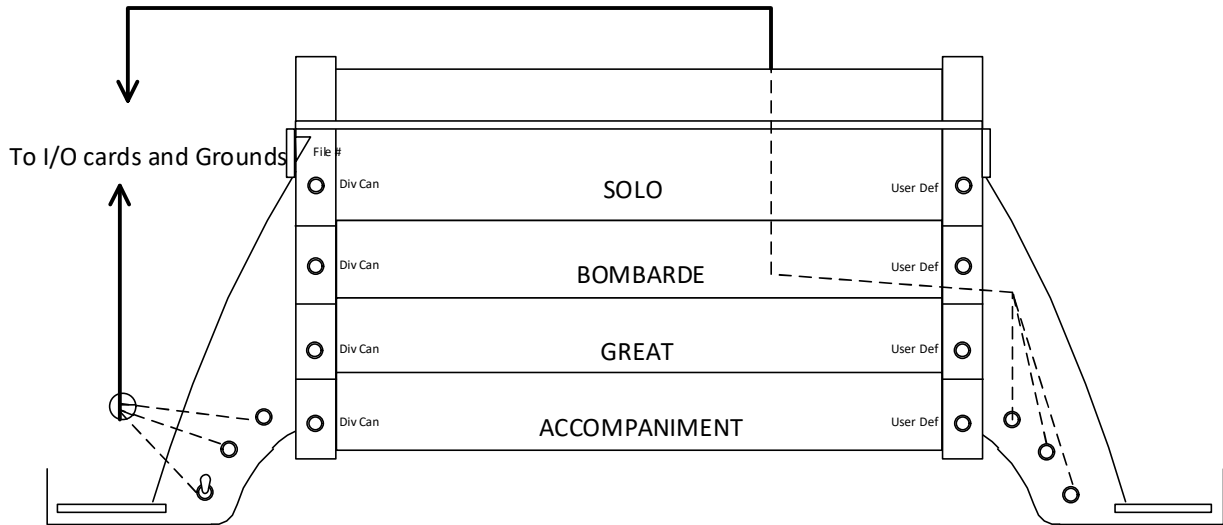 To I/O cards and Grounds
File #
Div Can
SOLO
User Def
Div Can
BOMBARDE
User Def
Div Can
GREAT
User Def
Div Can
ACCOMPANIMENT
User Def